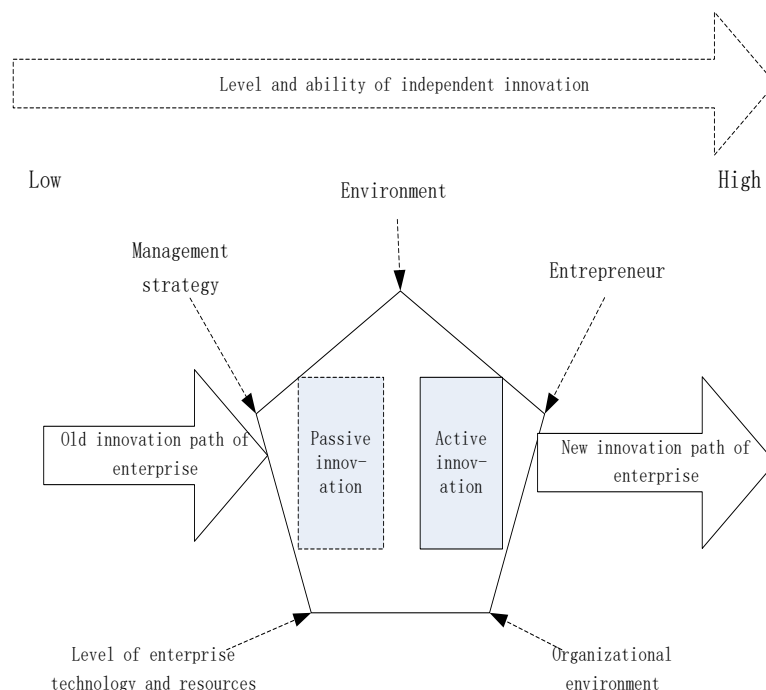 Level and ability of independent innovation
Low
High
Environment
Management
strategy
Entrepreneur
Old innovation path of
enterprise
Passive
innov-
ation
Active
innov-
ation
New innovation path of
enterprise
Level of enterprise
technology and resources
Organizational
environment